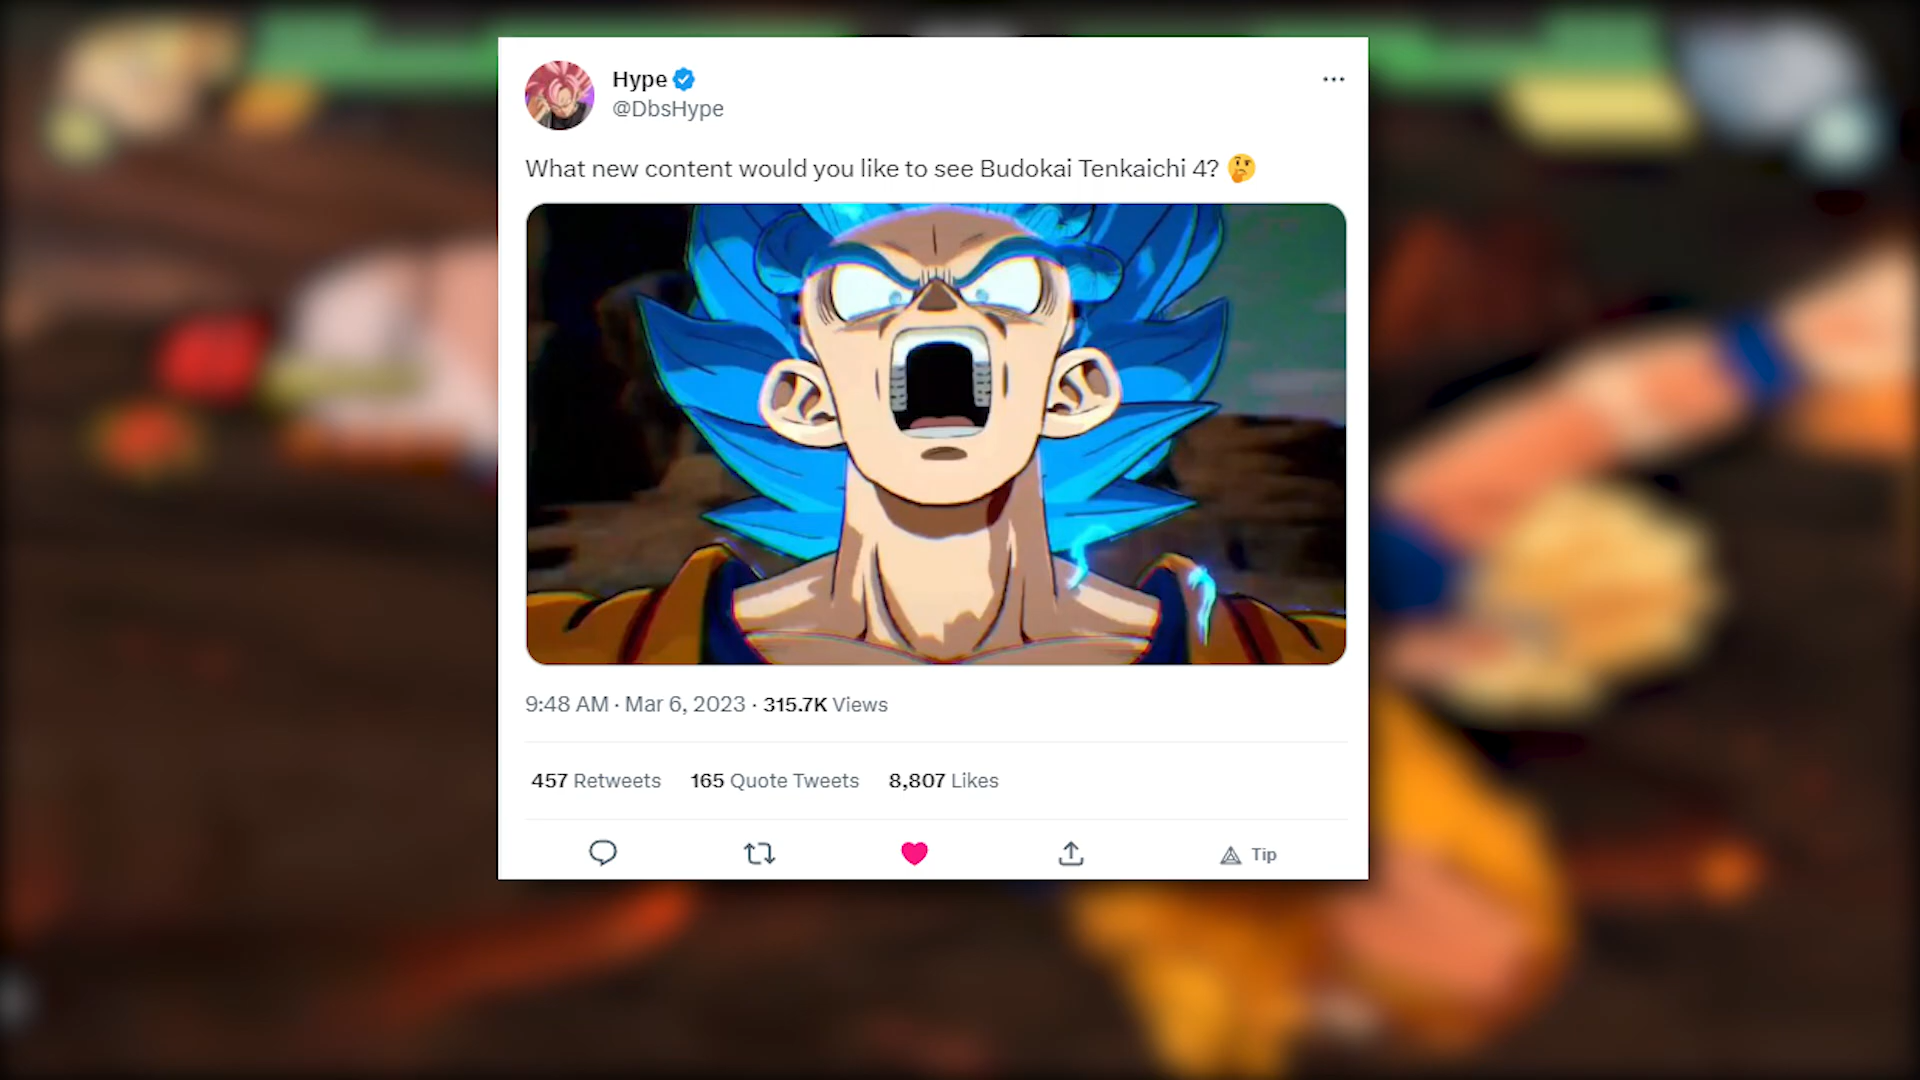 Hype
@DbsHype
What new content would you like to see Budokai Tenkaichi 4? 🤔
9:48 AM · Mar 6, 2023 · 315.7K Views
457 Retweets 165 Quote Tweets 8,807 Likes
Tip